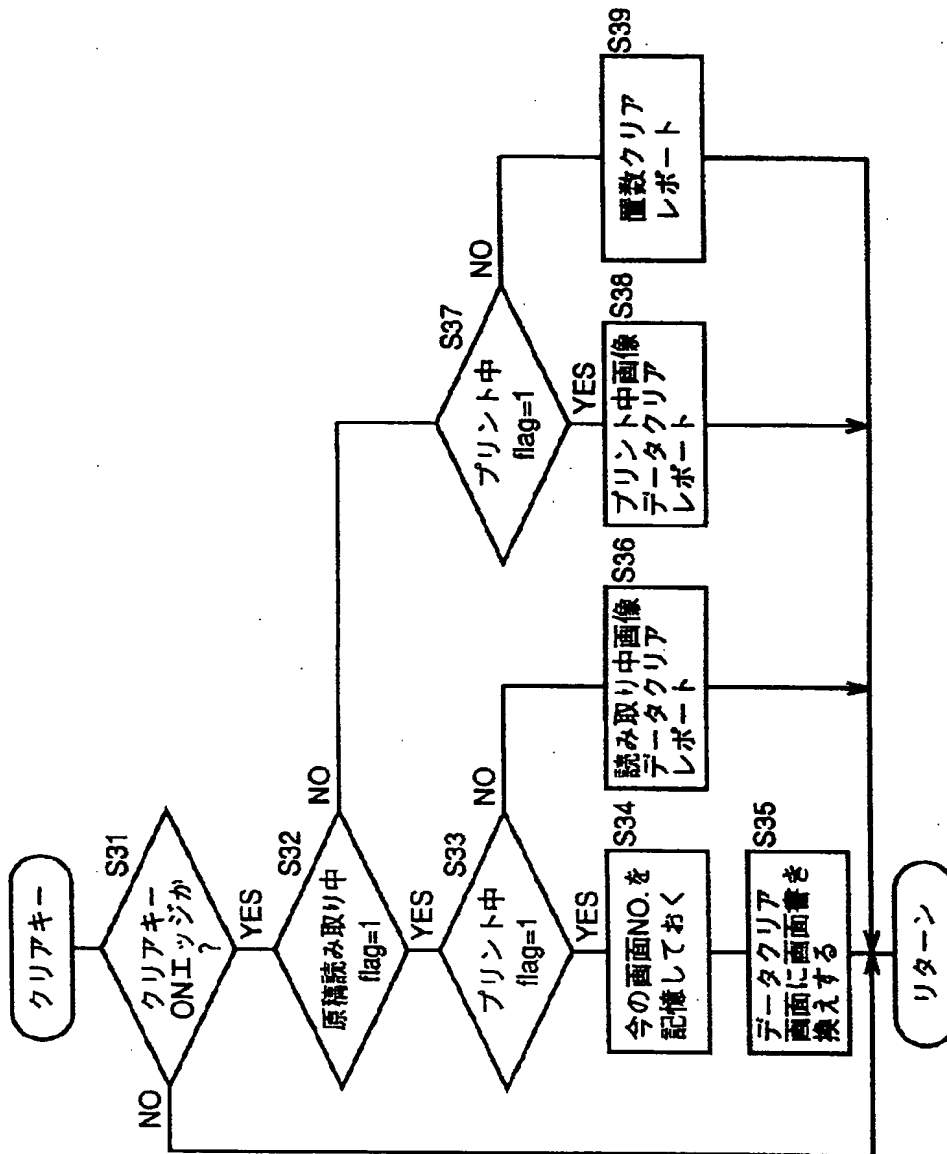 クリアキー
S31
クリアキー
ONエッジか
?
NO
YES
S32
原稿読み取り中
flag=1
NO
YES
S33
プリント中
flag=1
NO
YES
S34
今の画面NO.を
記憶しておく
S35
データクリア
画面に画面書き
換えする
S36
読み取り中画像
データクリア
レポート
S37
プリント中
flag=1
NO
YES
S38
プリント中画像
データクリア
レポート
S39
置数クリア
レポート
リターン